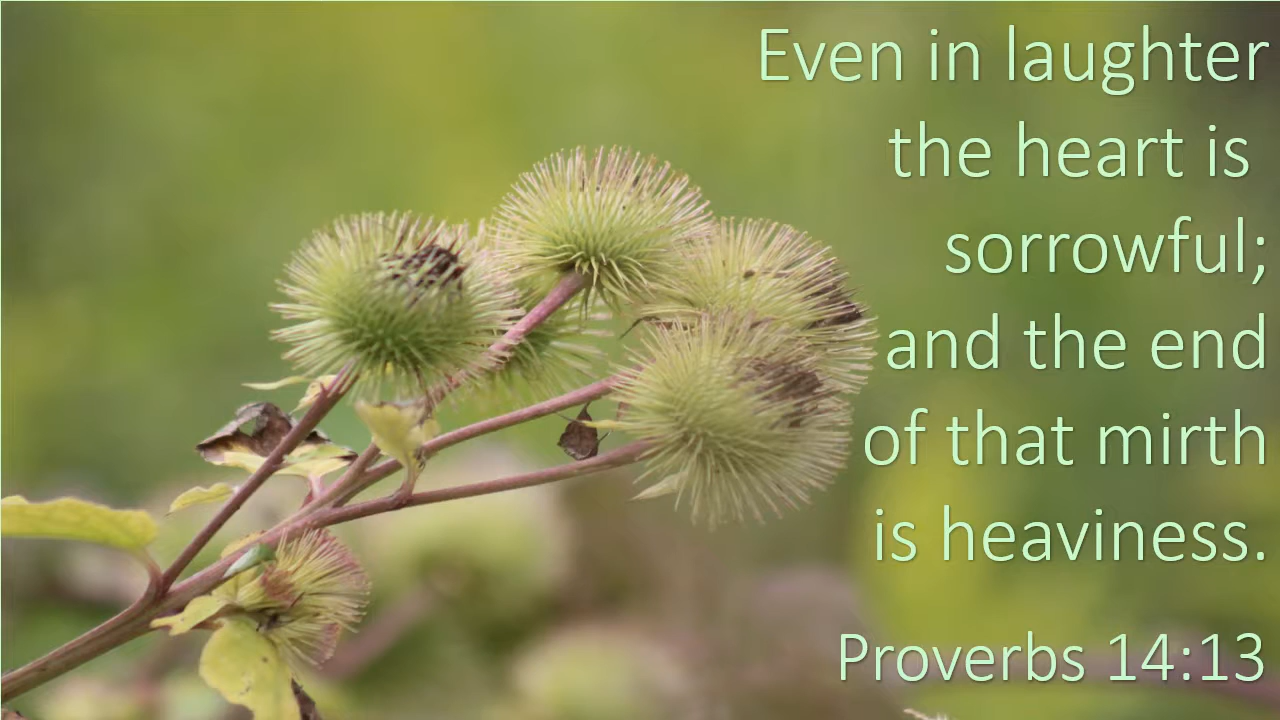 Even in laughter
the heart is
sorrowful;
and the end
of that mirth
is heaviness.
Proverbs 14:13